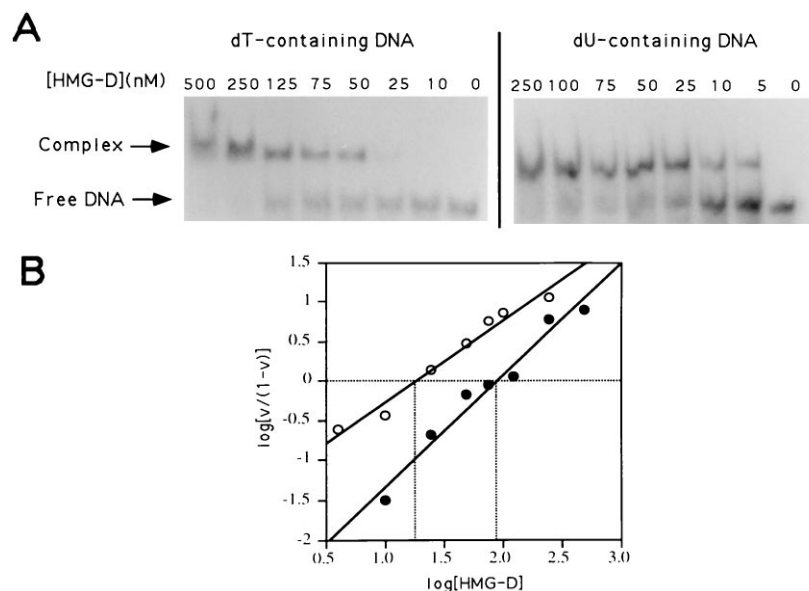 A
dT-containing DNA
dU-containing DNA
[HMG-D](nM)
500 250 125 75 50 25 10 0
250 100 75 50 25 10 5 0
Complex
Free DNA
B
1.5
1
0.5
0
-0.5
-1
-1.5
-2
log[v/(1-v)]
0.5 1.0 1.5 2.0 2.5 3.0
log[HMG-D]